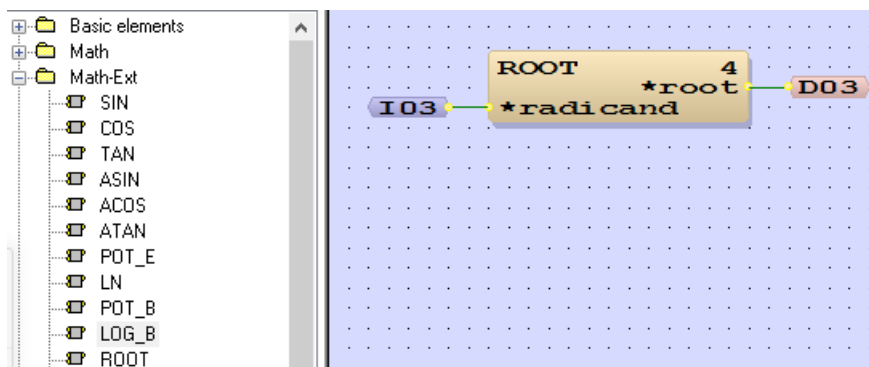 Basic elements
Math
Math-Ext
SIN
COS
TAN
ASIN
ACOS
ATAN
POT_E
LN
POT_B
LOG_B
ROOT
ROOT 4
*root D03
I03 *radicand